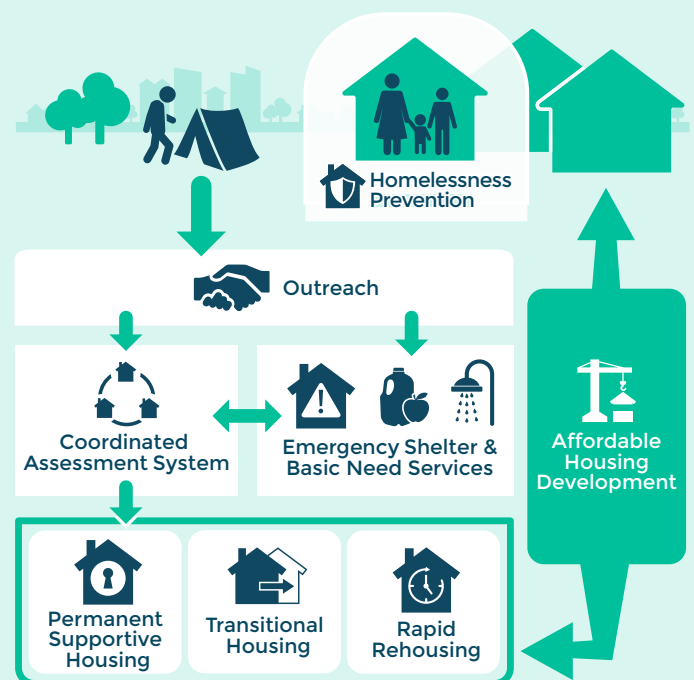 Homelessness
Prevention
Outreach
Coordinated
Assessment System
Emergency Shelter &
Basic Need Services
Affordable
Housing
Development
Permanent
Supportive
Housing
Transitional
Housing
Rapid
Rehousing